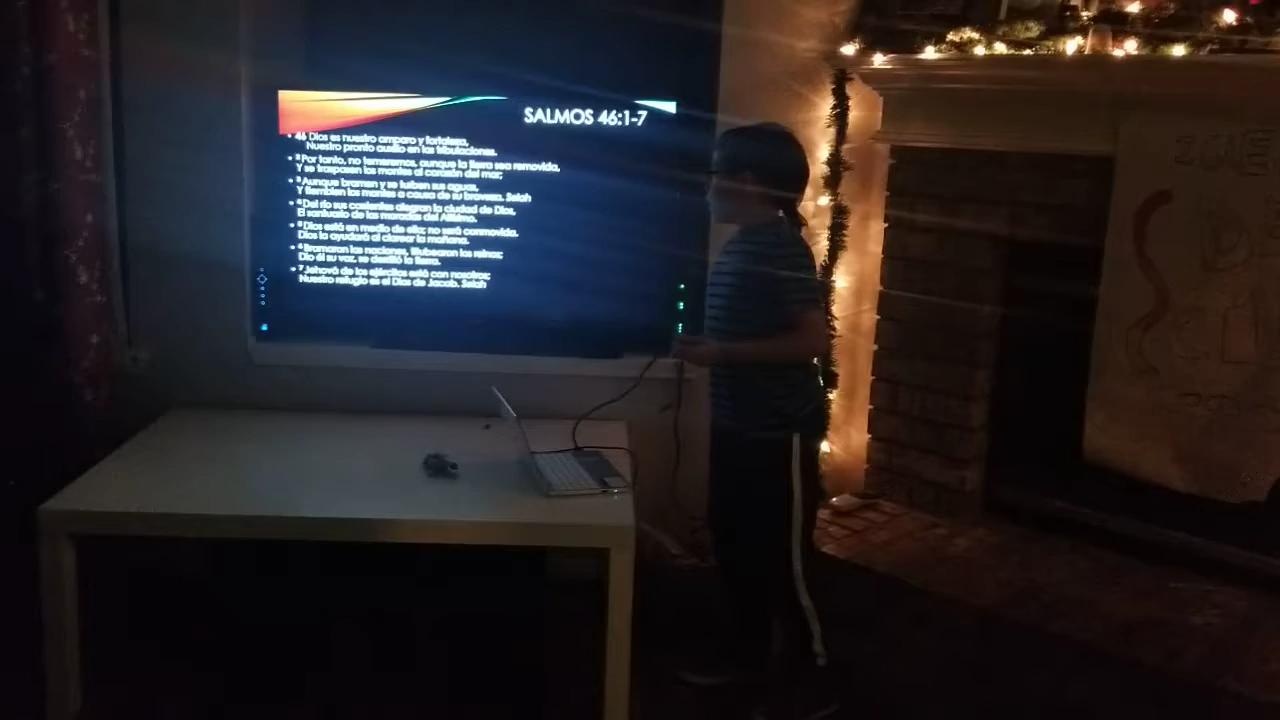 SALMOS 46:1-7
• 46 Dios es nuestro amparo y fortaleza,
Nuestro pronto auxilio en las tribulaciones.
• 2 Por tanto, no temeremos, aunque la tierra sea removida,
Y se traspasen los montes al corazón del mar;
• 3 Aunque bramen y se turben sus aguas,
Y tiemblen los montes a causa de su braveza. Selah
• 4 Del río sus corrientes alegran la ciudad de Dios,
El santuario de las moradas del Altísimo.
• 5 Dios está en medio de ella; no será conmovida.
Dios la ayudará al clarear la mañana.
• 6 Bramaron las naciones, titubearon los reinos;
Dio él su voz, se derritió la tierra.
• 7 Jehová de los ejércitos está con nosotros;
Nuestro refugio es el Dios de Jacob. Selah